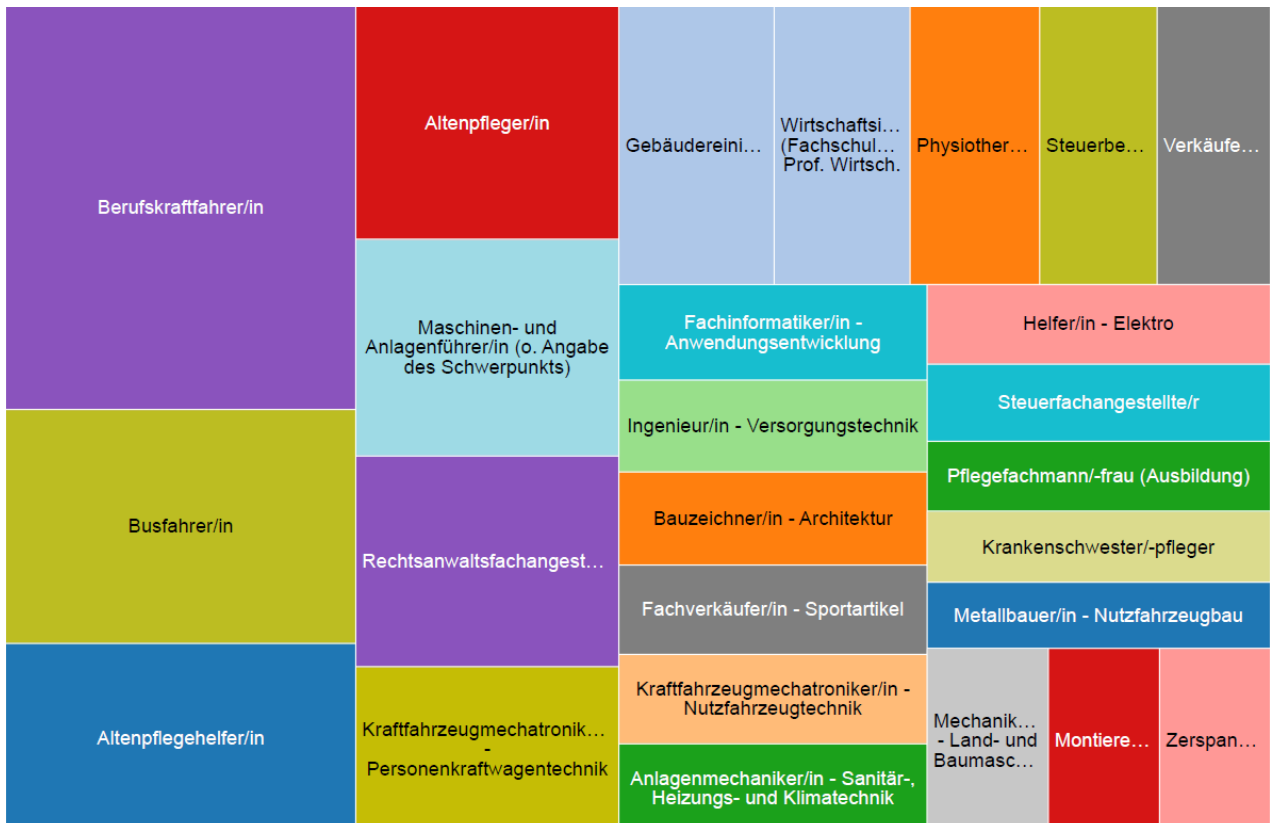 Berufskraftfahrer/in
Busfahrer/in
Altenpflegehelfer/in
Altenpfleger/in
Maschinen- und
Anlagenführer/in (o. Angabe
des Schwerpunkts)
Rechtsanwaltsfachangest…
Kraftfahrzeugmechatronik…
-
Personenkraftwagentechnik
Gebäudereini…
Wirtschaftsi…
(Fachschul…
Prof. Wirtsch.
Physiother…
Steuerbe…
Verkäufe…
Fachinformatiker/in -
Anwendungsentwicklung
Ingenieur/in - Versorgungstechnik
Bauzeichner/in - Architektur
Fachverkäufer/in - Sportartikel
Kraftfahrzeugmechatroniker/in -
Nutzfahrzeugtechnik
Anlagenmechaniker/in - Sanitär-,
Heizungs- und Klimatechnik
Helfer/in - Elektro
Steuerfachangestellte/r
Pflegefachmann/-frau (Ausbildung)
Krankenschwester/-pfleger
Metallbauer/in - Nutzfahrzeugbau
Mechanik…
- Land- und
Baumasc…
Montiere…
Zerspan…